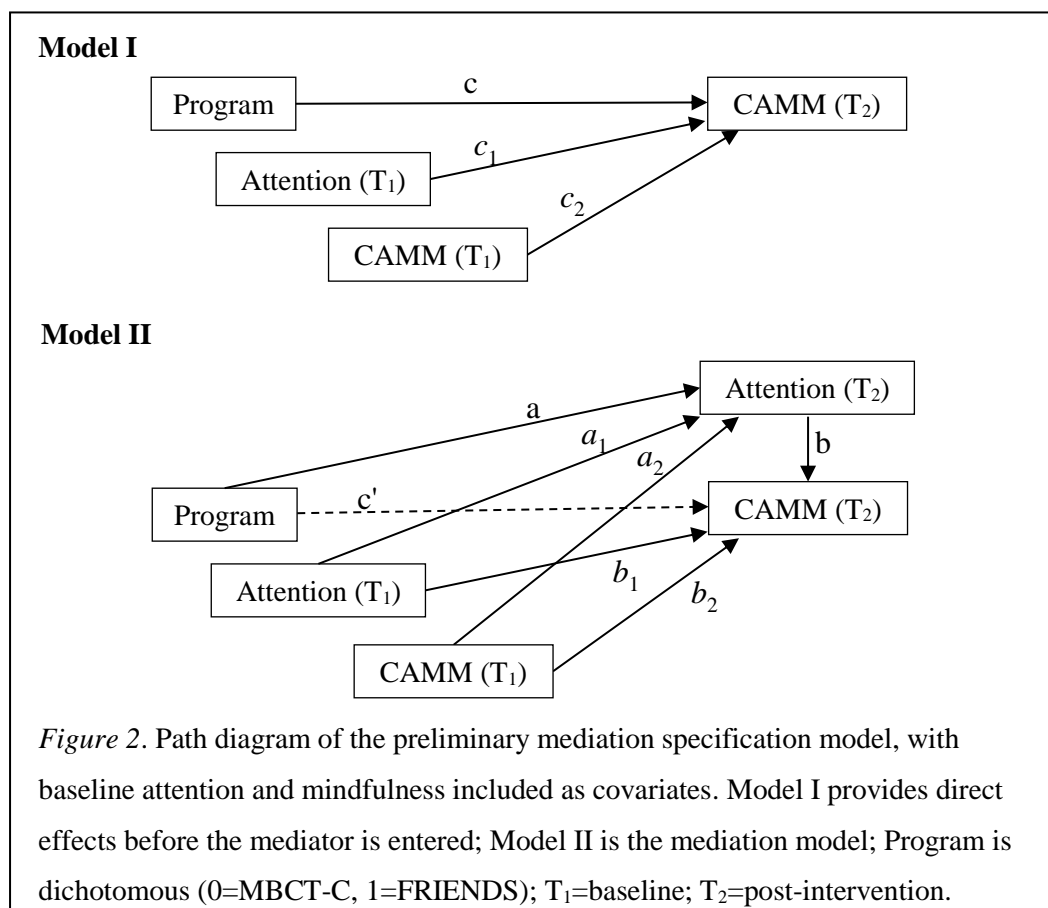 Model I
c
Program
CAMM (T₂)
c₁
Attention (T₁)
c₂
CAMM (T₁)
Model II
Attention (T₂)
a
a₁
a₂
b
Program
c'
CAMM (T₂)
Attention (T₁)
b₁
b₂
CAMM (T₁)
Figure 2. Path diagram of the preliminary mediation specification model, with
baseline attention and mindfulness included as covariates. Model I provides direct
effects before the mediator is entered; Model II is the mediation model; Program is
dichotomous (0=MBCT-C, 1=FRIENDS); T₁=baseline; T₂=post-intervention.